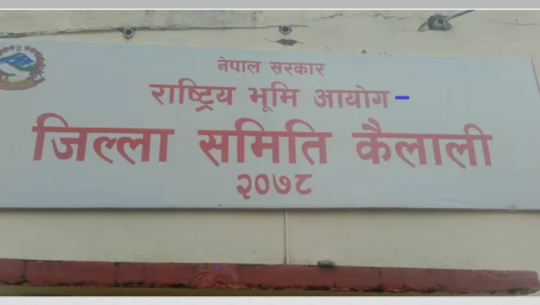 नेपाल सरकार
राष्ट्रिय भूमि आयोग -
जिल्ला समिति कैलाली
२०७८